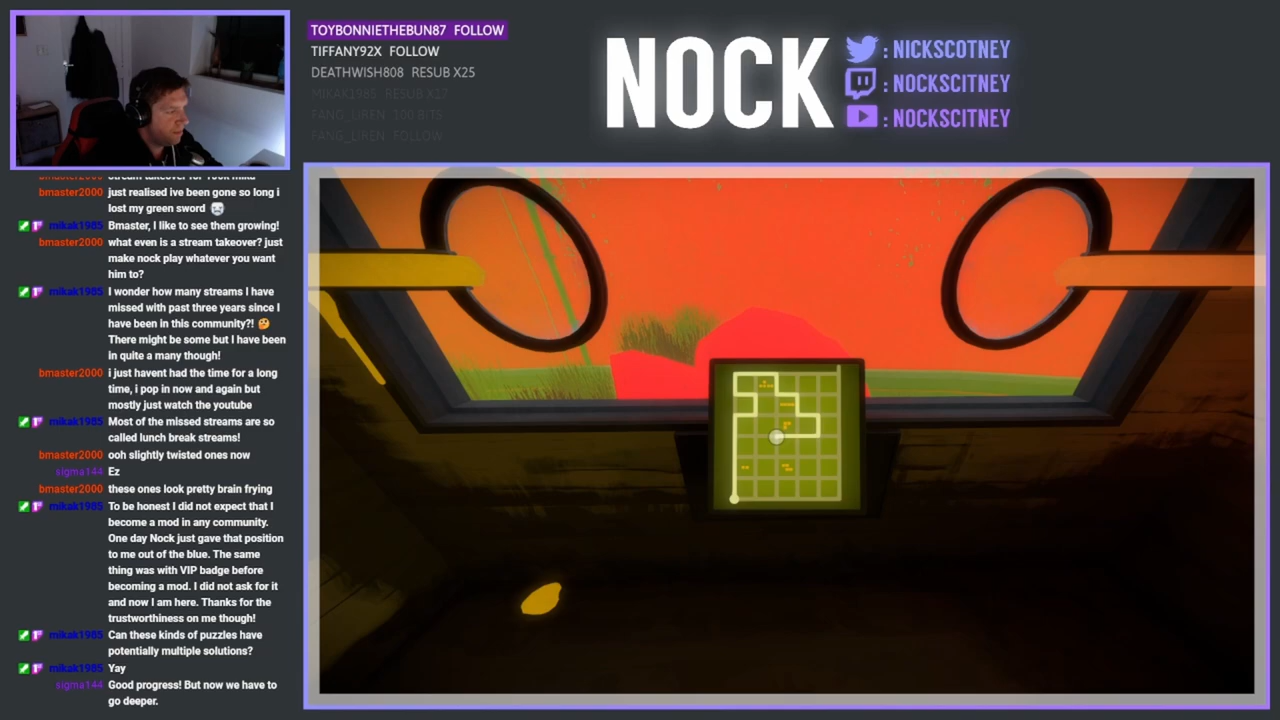 TOYBONNIETHEBUN87 FOLLOW
TIFFANY92X FOLLOW
DEATHWISH808 RESUB X25
MIKAK1985 RESUB X17
FANG_LIREN 100 BITS
FANG_LIREN FOLLOW
NOCK
: NICKSCOTNEY
: NOCKSCITNEY
: NOCKSCITNEY
bmaster2000 just realised ive been gone so long i
lost my green sword
mikak1985 Bmaster, I like to see them growing!
bmaster2000 what even is a stream takeover? just
make nock play whatever you want
him to?
mikak1985 I wonder how many streams I have
missed with past three years since I
have been in this community?!
There might be some but I have been
in quite a many though!
bmaster2000 i just havent had the time for a long
time, i pop in now and again but
mostly just watch the youtube
mikak1985 Most of the missed streams are so
called lunch break streams!
bmaster2000 ooh slightly twisted ones now
sigma144 Ez
bmaster2000 these ones look pretty brain frying
mikak1985 To be honest I did not expect that I
become a mod in any community.
One day Nock just gave that position
to me out of the blue. The same
thing was with VIP badge before
becoming a mod. I did not ask for it
and now I am here. Thanks for the
trustworthiness on me though!
mikak1985 Can these kinds of puzzles have
potentially multiple solutions?
mikak1985 Yay
sigma144 Good progress! But now we have to
go deeper.